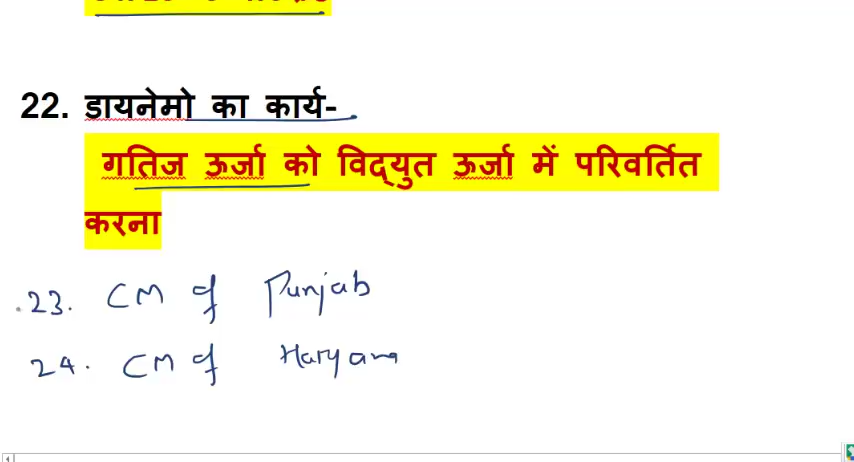 22. डायनेमो का कार्य-
गतिज ऊर्जा को विद्युत ऊर्जा में परिवर्तित
करना
23. CM of Punjab
24. CM of Haryana